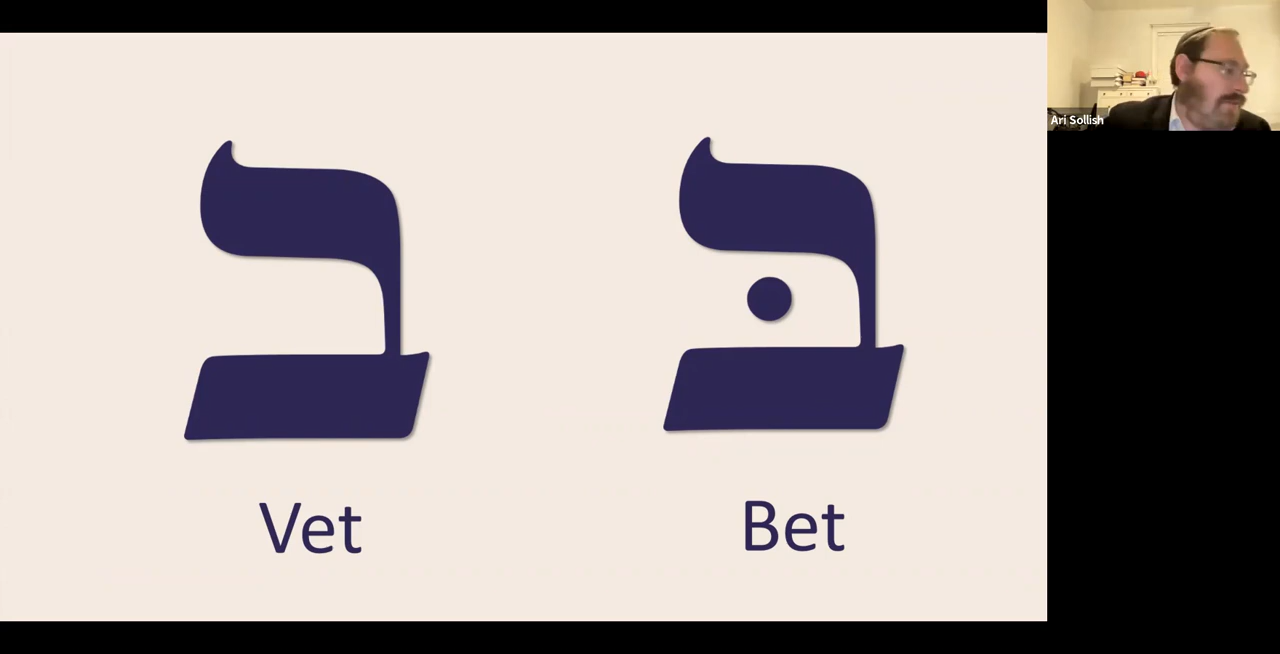 ב בּ
Vet Bet
Ari Sollish